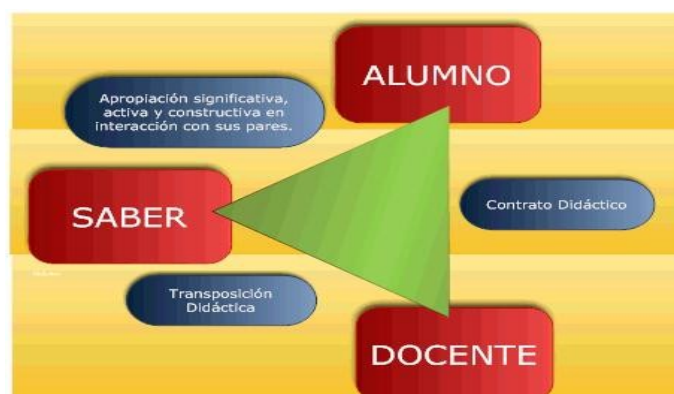 ALUMNO
Apropiación significativa,
activa y constructiva en
interacción con sus pares.
SABER
Contrato Didáctico
Transposición
Didáctica
DOCENTE